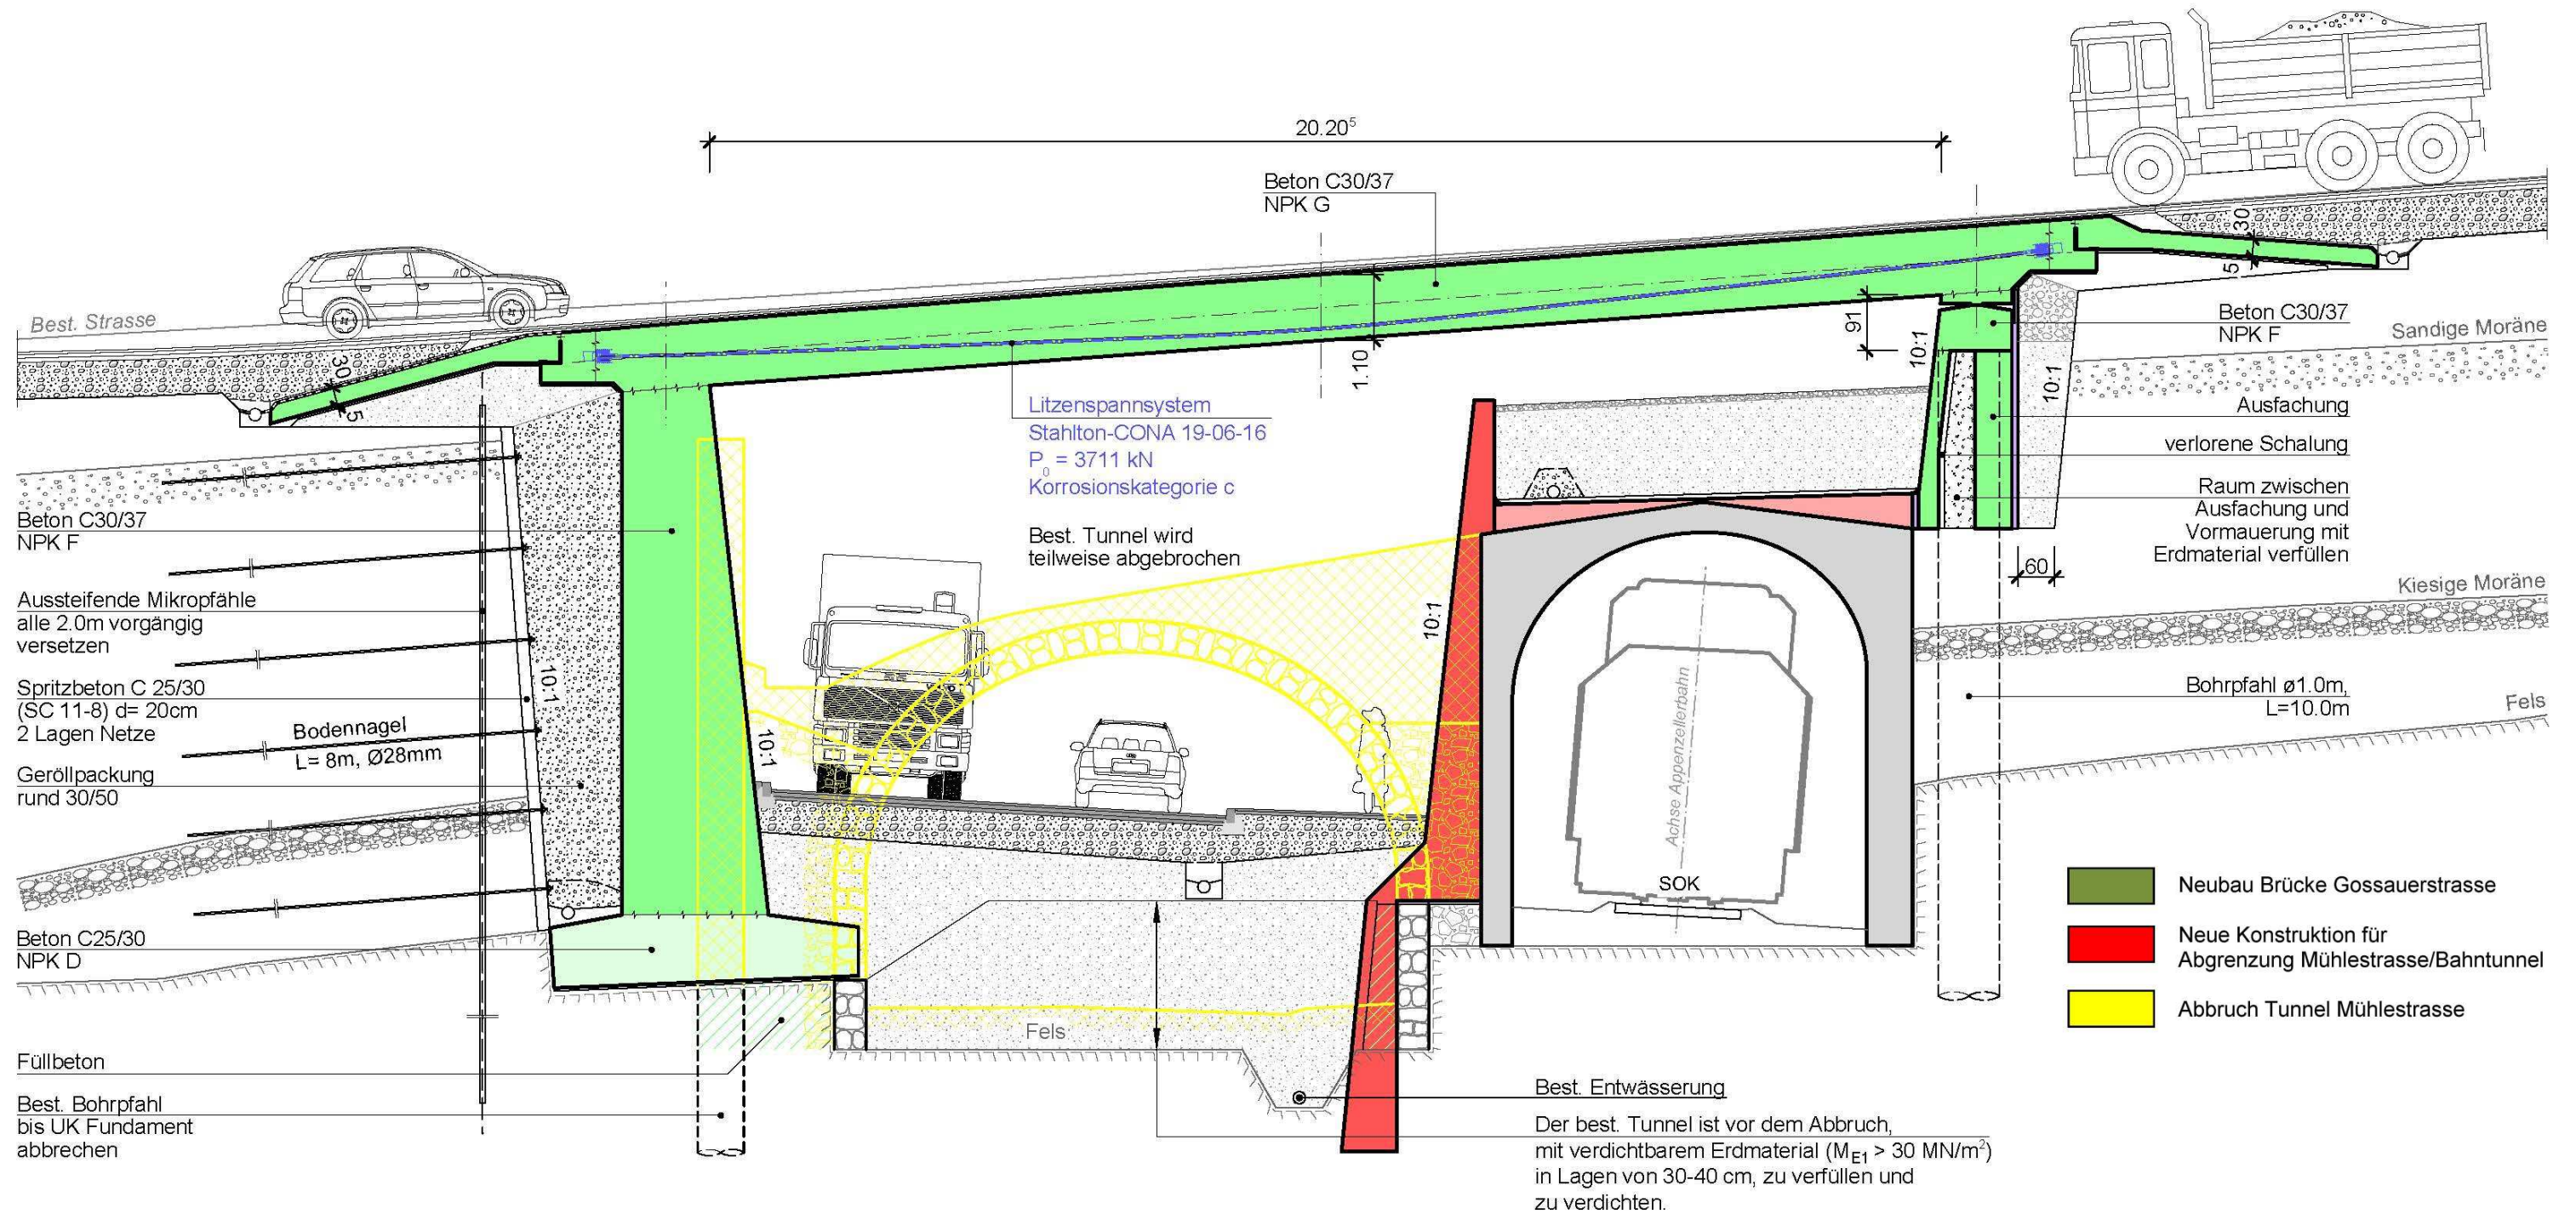 20.20⁵
Beton C30/37
NPK G
Best. Strasse
30
5
1.10
91
10:1
30
5
10:1
Beton C30/37
NPK F
Sandige Moräne
Ausfachung
verlorene Schalung
Raum zwischen
Ausfachung und
Vormauerung mit
Erdmaterial verfüllen
60
Kiesige Moräne
Bohrpfahl ø1.0m,
L=10.0m
Fels
Litzenspannsystem
Stahlton-CONA 19-06-16
P₀ = 3711 kN
Korrosionskategorie c
Best. Tunnel wird
teilweise abgebrochen
Beton C30/37
NPK F
Aussteifende Mikropfähle
alle 2.0m vorgängig
versetzen
Spritzbeton C 25/30
(SC 11-8) d= 20cm
2 Lagen Netze
Bodennagel
L= 8m, Ø28mm
10:1
10:1
10:1
Geröllpackung
rund 30/50
Achse Appenzellerbahn
SOK
Beton C25/30
NPK D
Fels
Füllbeton
Best. Bohrpfahl
bis UK Fundament
abbrechen
Best. Entwässerung
Der best. Tunnel ist vor dem Abbruch,
mit verdichtbarem Erdmaterial (M_E1 > 30 MN/m²)
in Lagen von 30-40 cm, zu verfüllen und
zu verdichten.
Neubau Brücke Gossauerstrasse
Neue Konstruktion für
Abgrenzung Mühlestrasse/Bahntunnel
Abbruch Tunnel Mühlestrasse